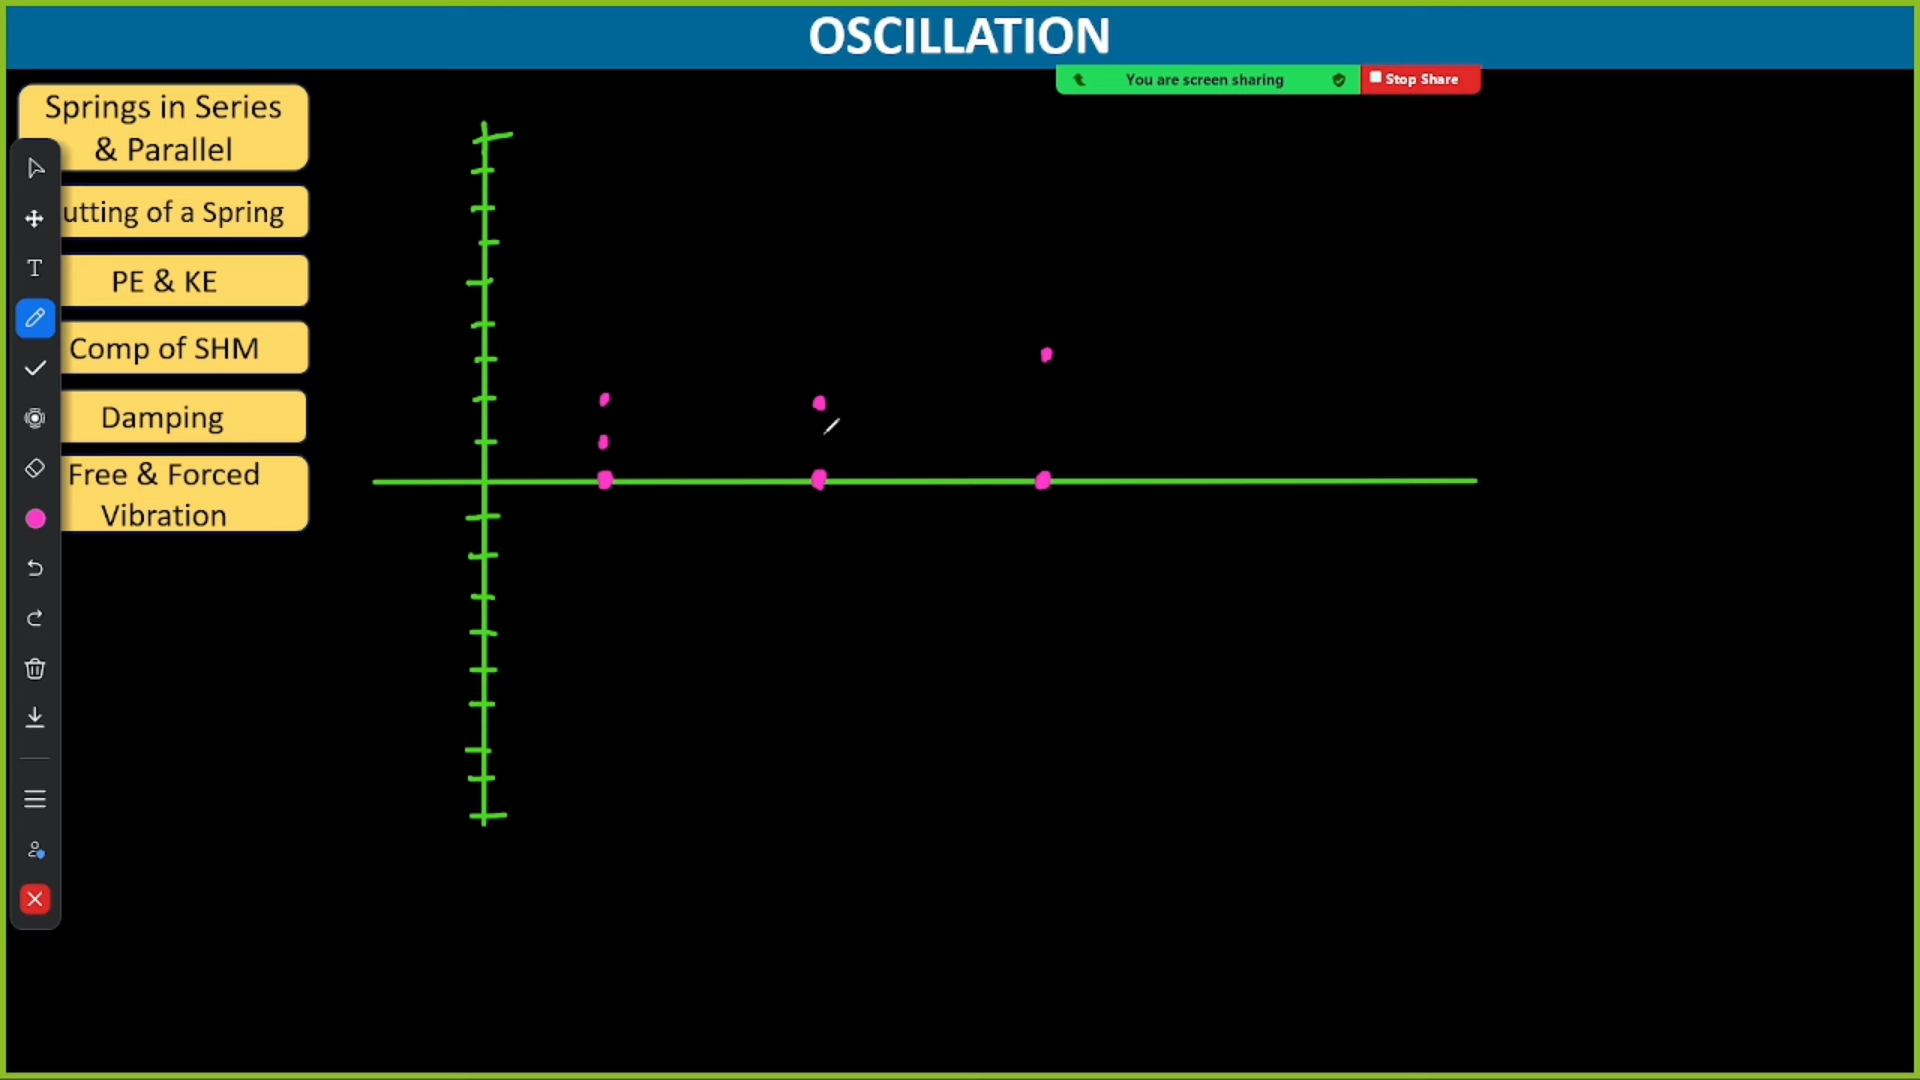 OSCILLATION
You are screen sharing
Stop Share
Springs in Series
& Parallel
utting of a Spring
PE & KE
Comp of SHM
Damping
Free & Forced
Vibration
T